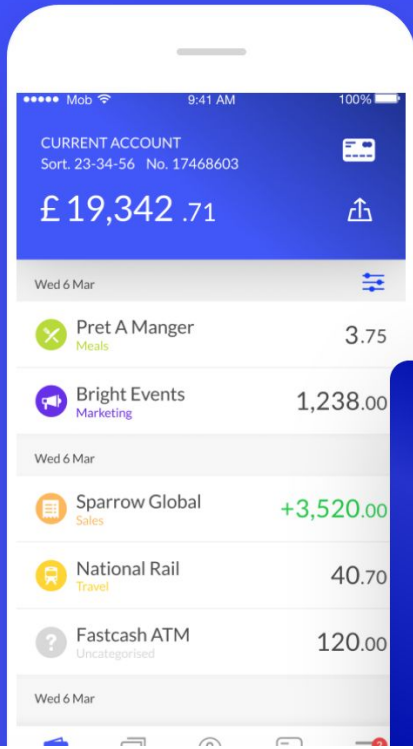 Mob 9:41 AM 100%
CURRENT ACCOUNT
Sort. 23-34-56 No. 17468603
£19,342.71
Wed 6 Mar
Pret A Manger 3.75
Meals
Bright Events 1,238.00
Marketing
Wed 6 Mar
Sparrow Global +3,520.00
Sales
National Rail 40.70
Travel
? Fastcash ATM 120.00
Uncategorised
Wed 6 Mar